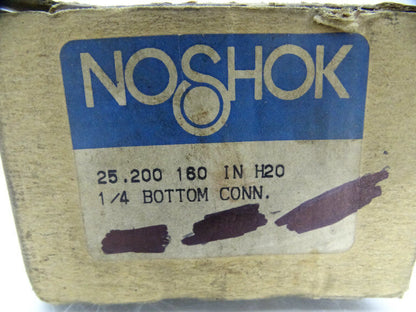 NOSHOK
25.200 160 IN H2O
1/4 BOTTOM CONN.